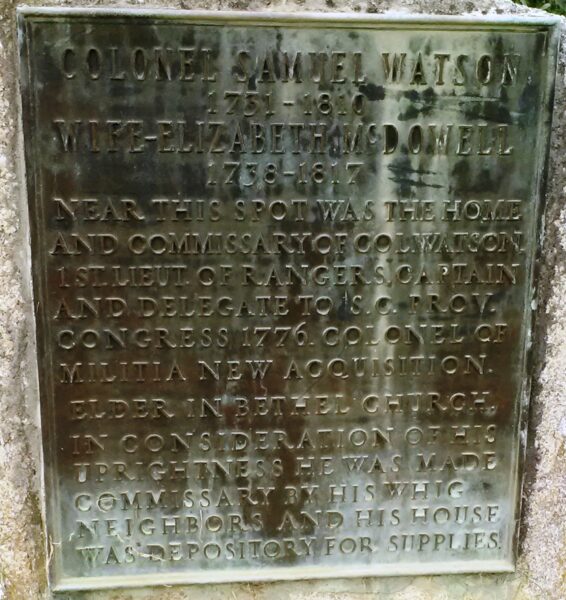 COLONEL SAMUEL WATSON
1731-1810
WIFE-ELIZABETH McDOWELL
1738-1817
NEAR THIS SPOT WAS THE HOME
AND COMMISSARY OF COL. WATSON.
1ST. LIEUT. OF RANGERS, CAPTAIN
AND DELEGATE TO S.C. PROV.
CONGRESS 1776. COLONEL OF
MILITIA NEW ACQUISITION.
ELDER IN BETHEL CHURCH.
IN CONSIDERATION OF HIS
UPRIGHTNESS HE WAS MADE
COMMISSARY BY HIS WHIG
NEIGHBORS AND HIS HOUSE
WAS DEPOSITORY FOR SUPPLIES.